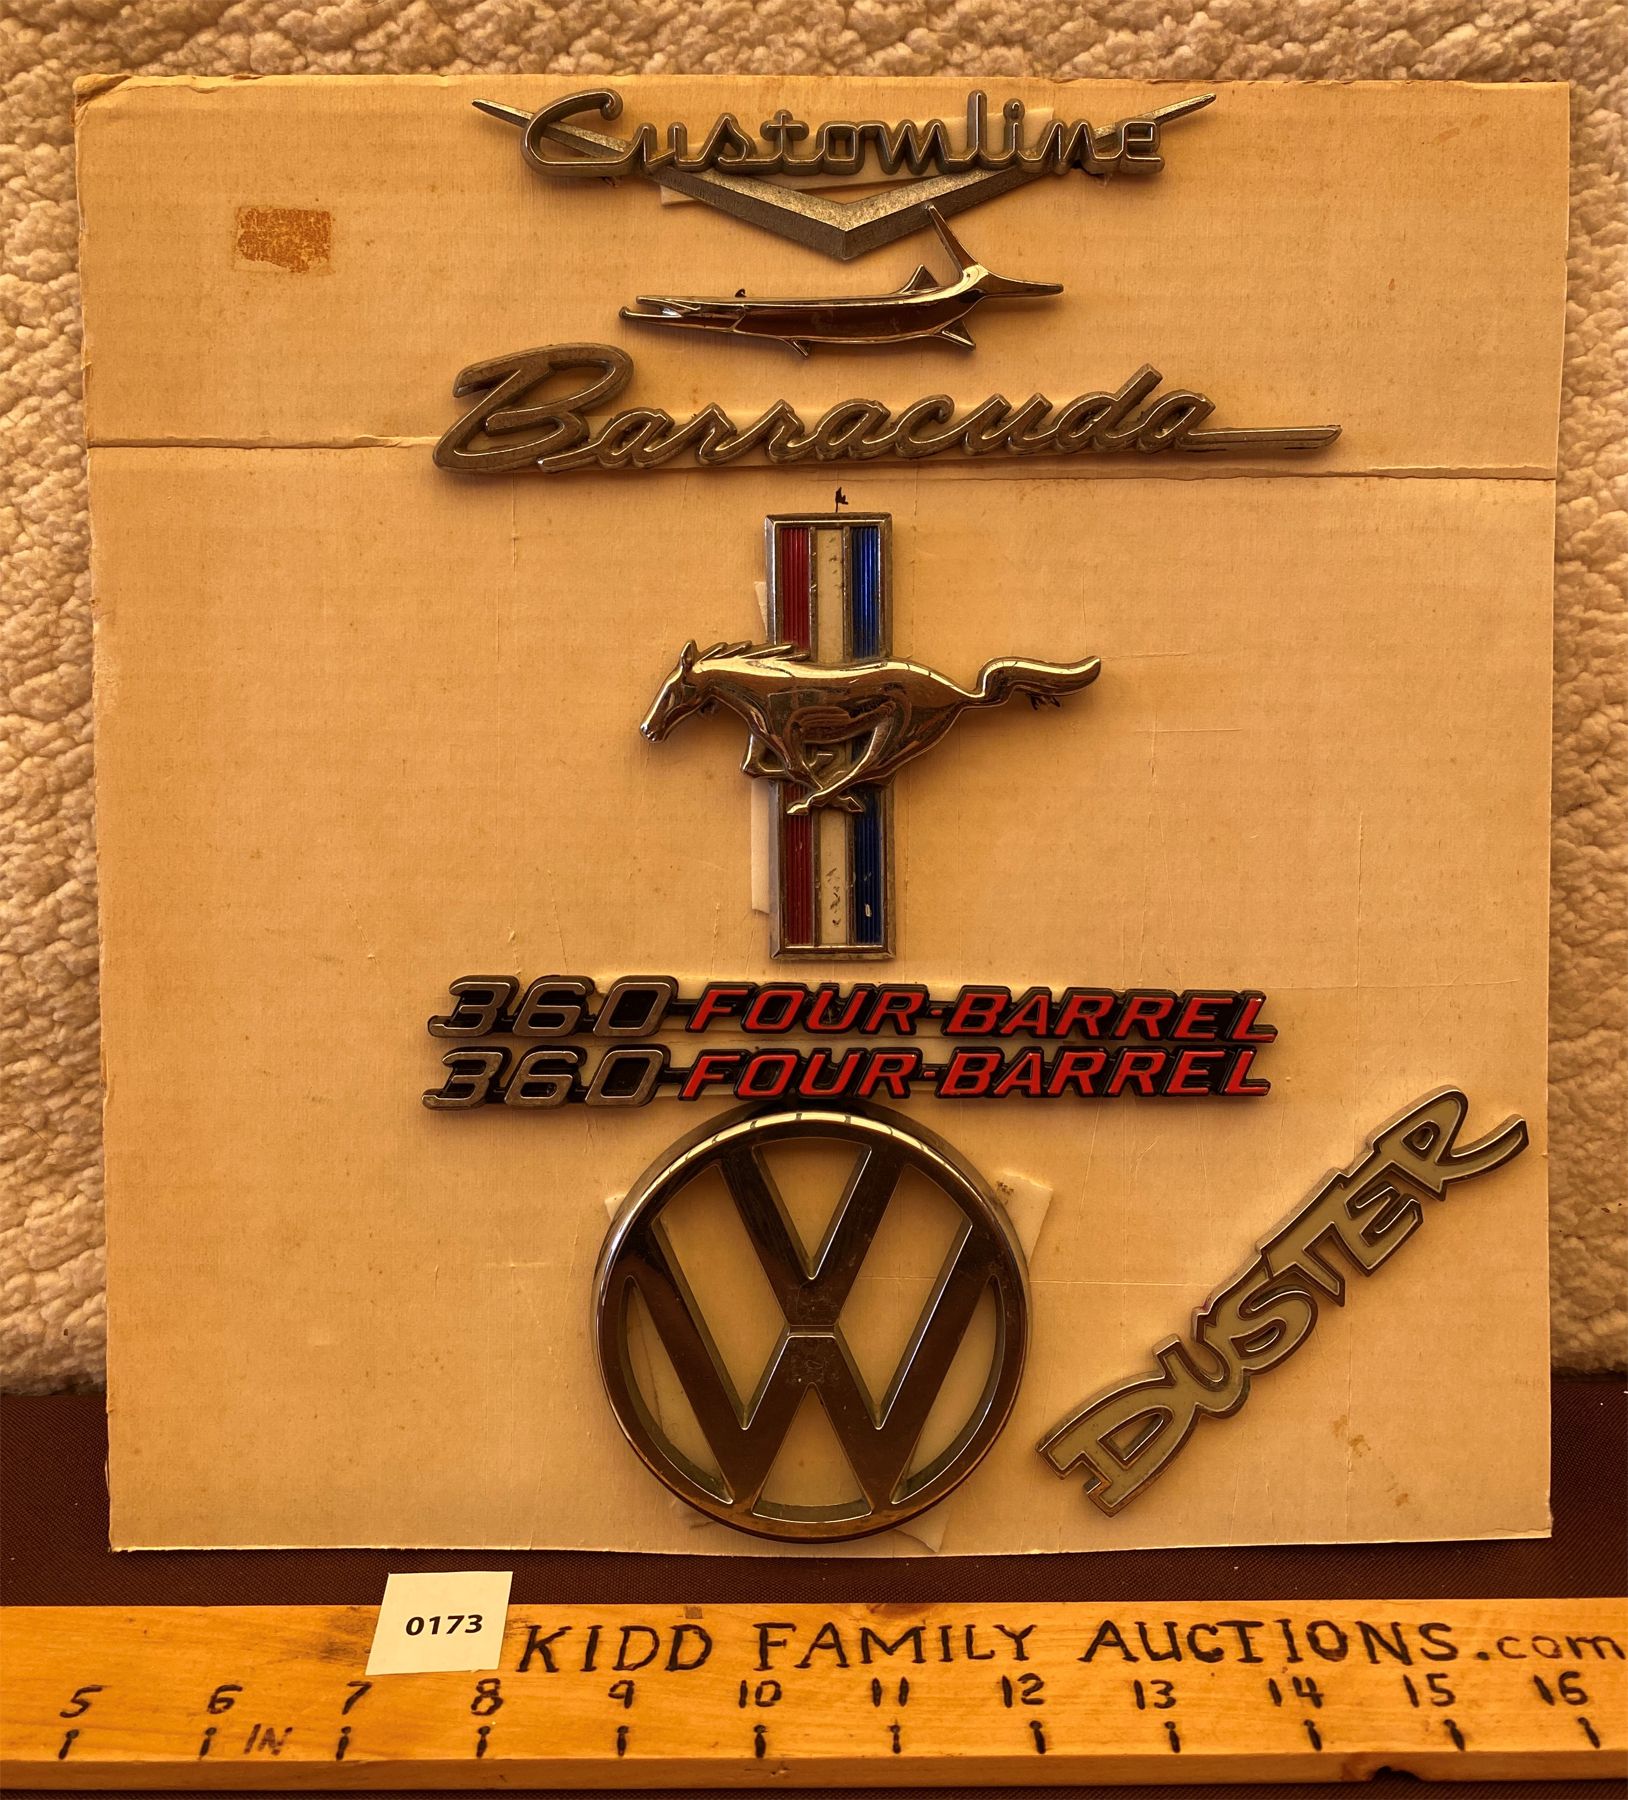 Customline
Barracuda
360 FOUR-BARREL
360 FOUR-BARREL
VW
DUSTER
0173
KIDD FAMILY AUCTIONS.com
5 6 7 8 9 10 11 12 13 14 15 16
IN